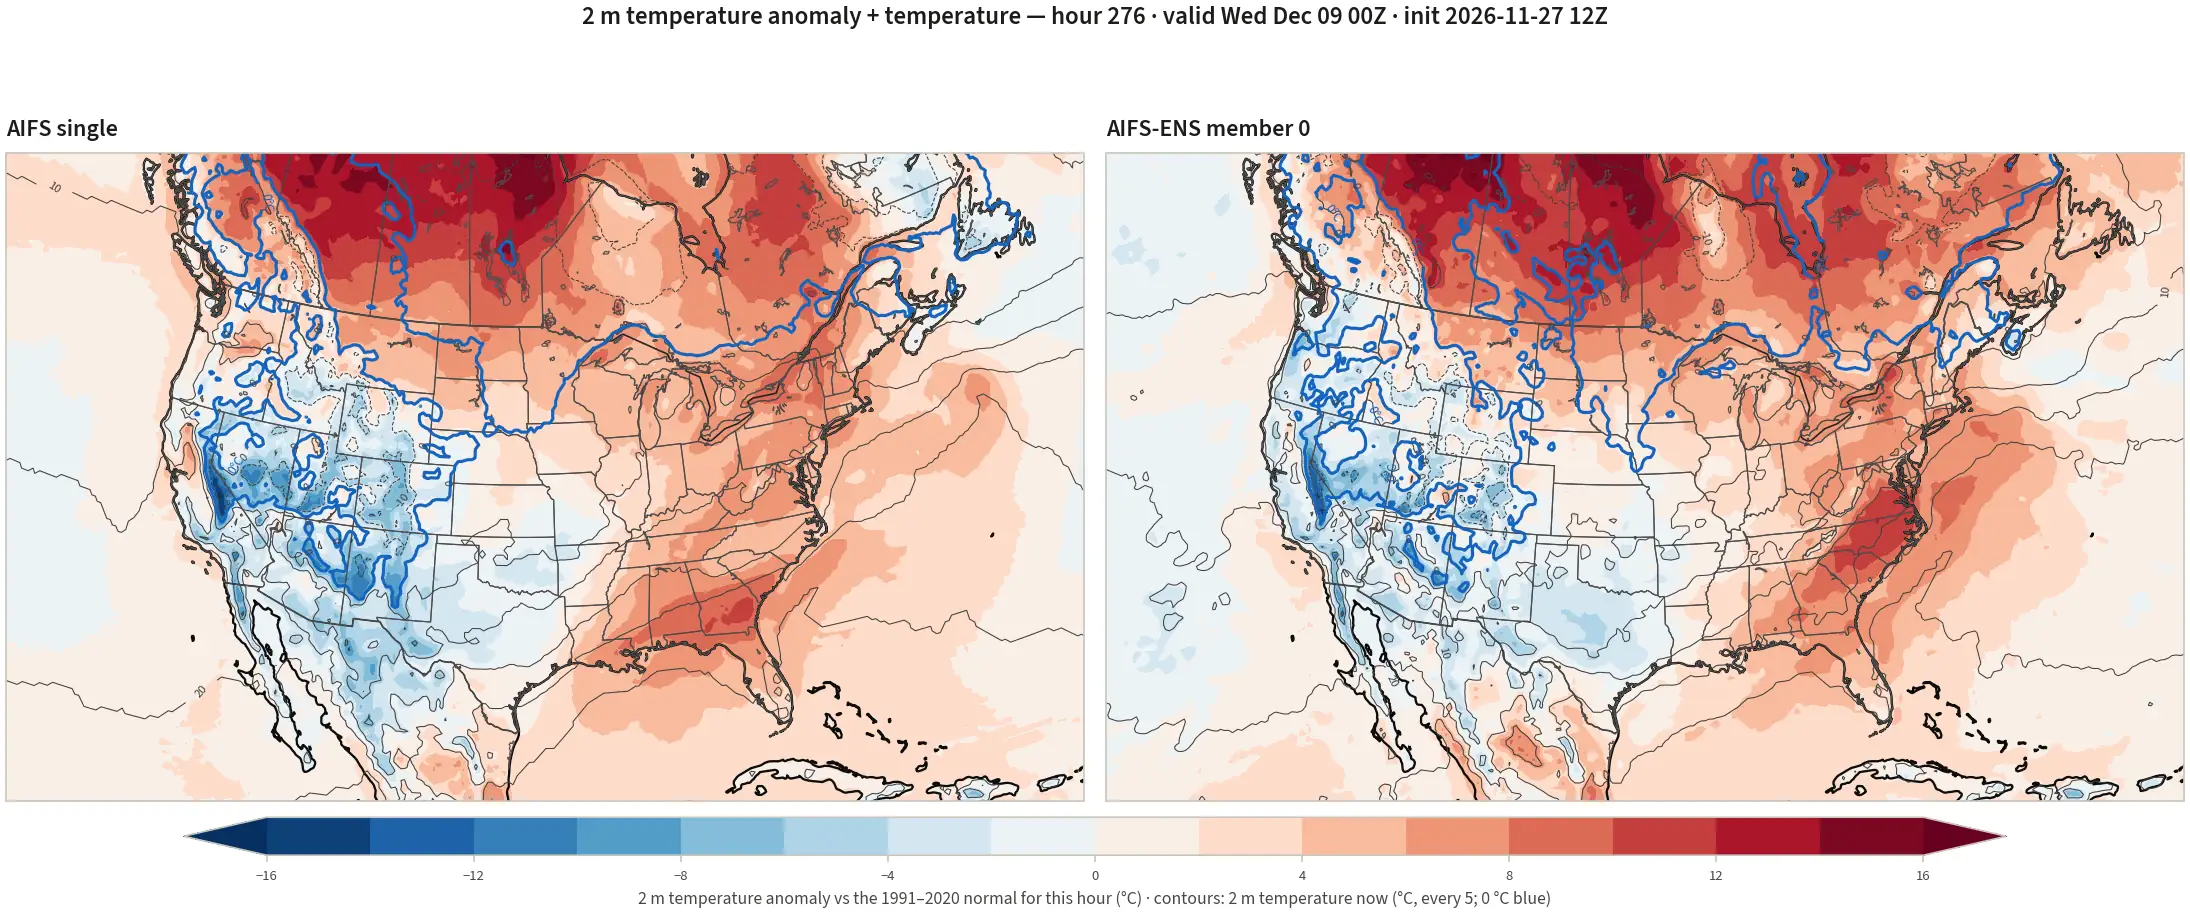 2 m temperature anomaly + temperature — hour 276 · valid Wed Dec 09 00Z · init 2026-11-27 12Z
AIFS single
AIFS-ENS member 0
10
20
10
−16 −12 −8 −4 0 4 8 12 16
2 m temperature anomaly vs the 1991–2020 normal for this hour (°C) · contours: 2 m temperature now (°C, every 5; 0 °C blue)